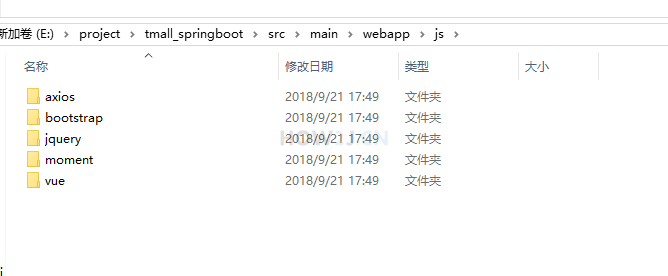 新加卷 (E:) > project > tmall_springboot > src > main > webapp > js >
名称 修改日期 类型 大小
axios 2018/9/21 17:49 文件夹
bootstrap 2018/9/21 17:49 文件夹
jquery 2018/9/21 17:49 文件夹
moment 2018/9/21 17:49 文件夹
vue 2018/9/21 17:49 文件夹